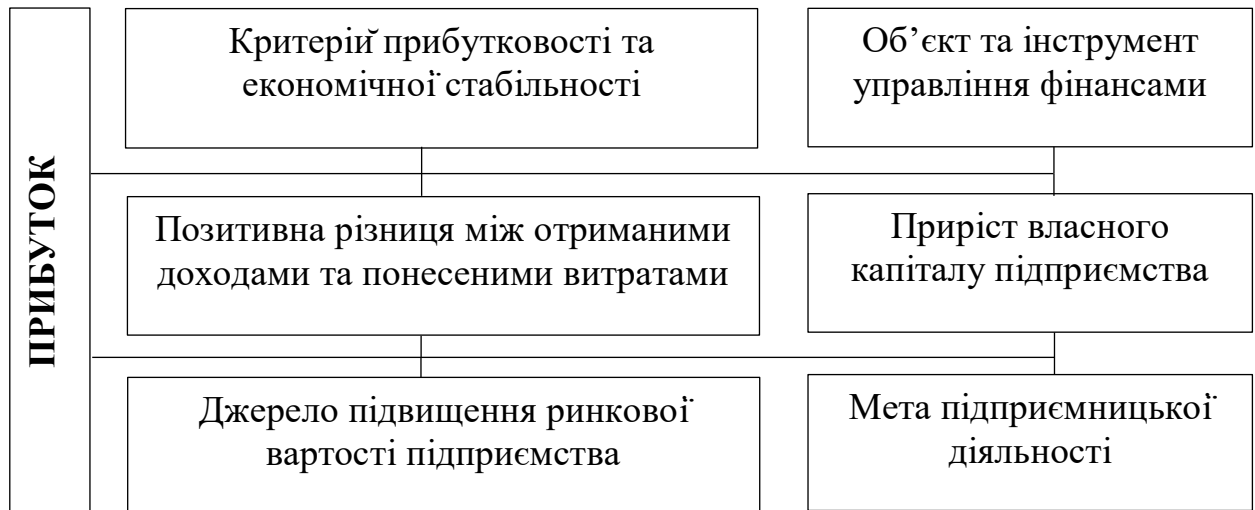 ПРИБУТОК
Критерій прибутковості та
економічної стабільності
Об’єкт та інструмент
управління фінансами
Позитивна різниця між отриманими
доходами та понесеними витратами
Приріст власного
капіталу підприємства
Джерело підвищення ринкової
вартості підприємства
Мета підприємницької
діяльності